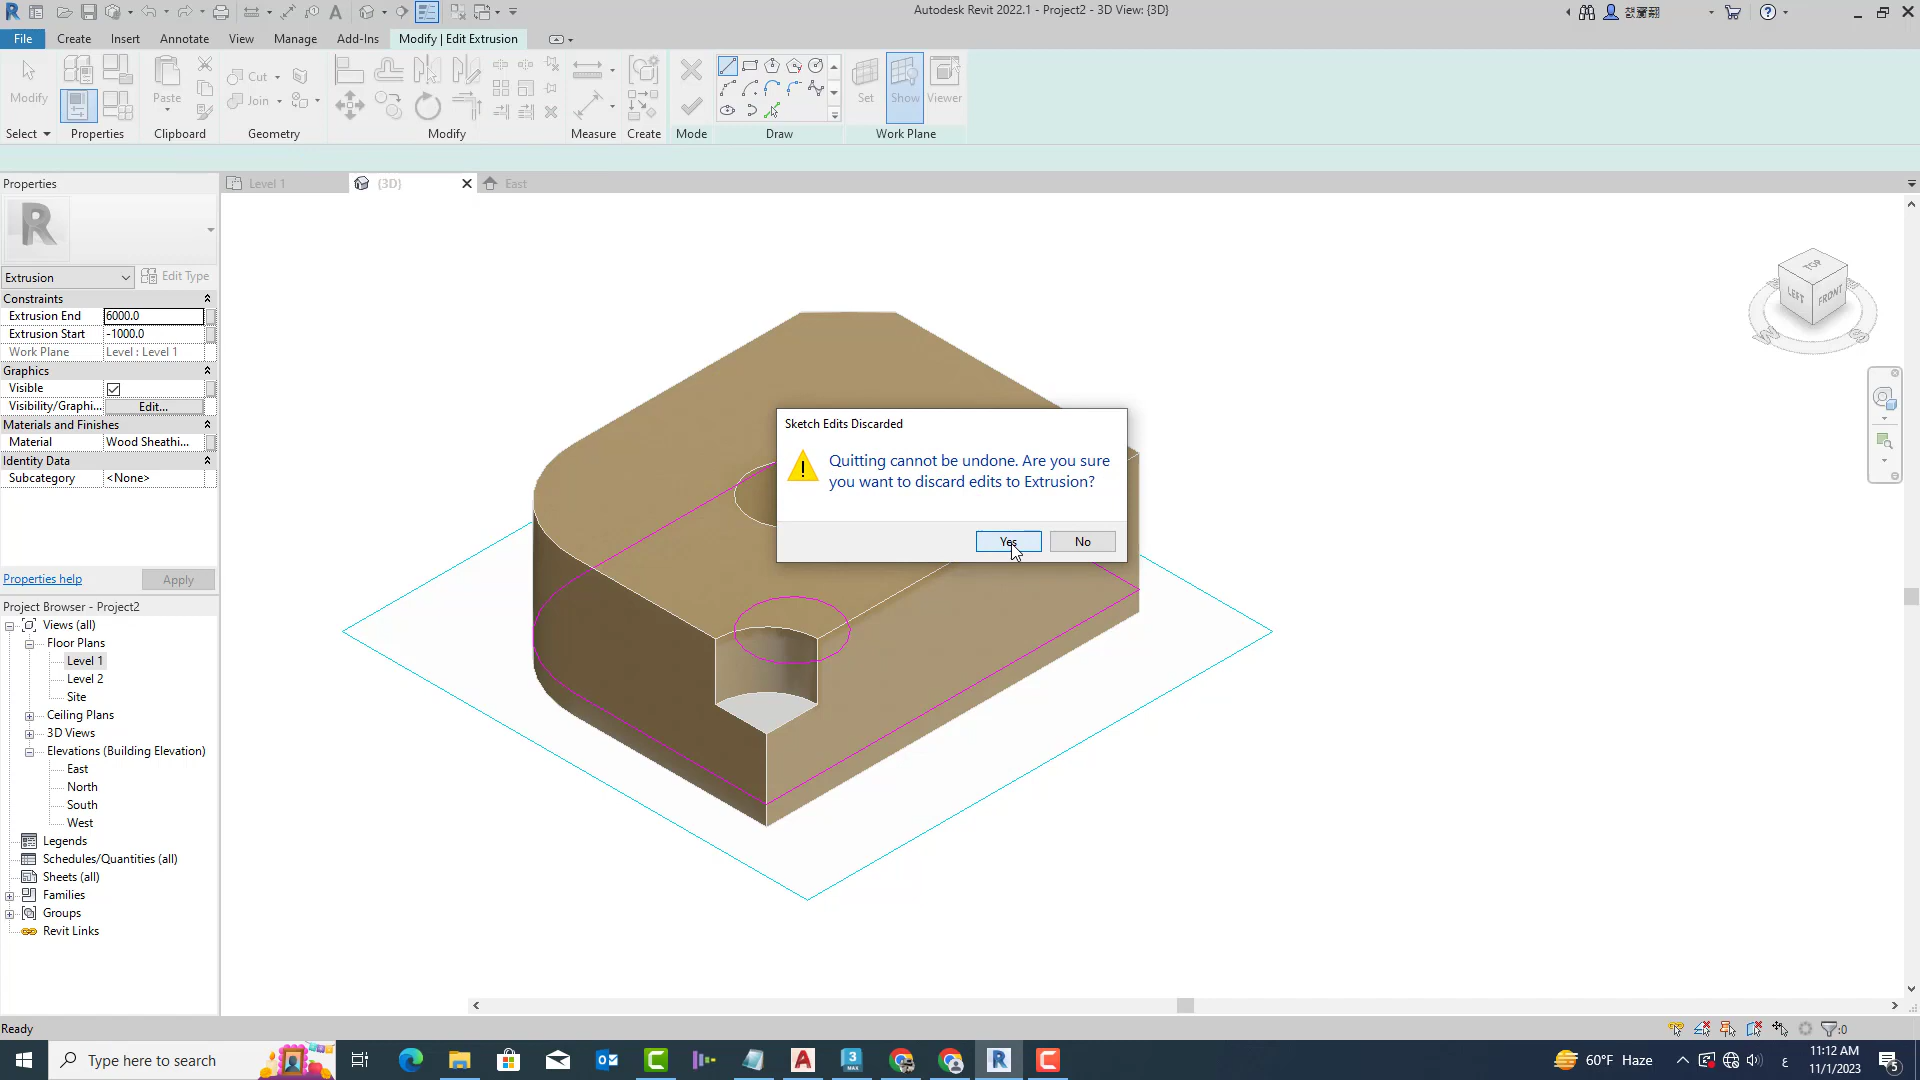 Autodesk Revit 2022.1 - Project2 - 3D View: {3D}
File Create Insert Annotate View Manage Add-Ins Modify | Edit Extrusion
Modify Paste Cut Join Set Show Viewer
Select Properties Clipboard Geometry Modify Measure Create Mode Draw Work Plane
Properties
Level 1 {3D} East
Extrusion Edit Type
Constraints
Extrusion End 6000.0
Extrusion Start -1000.0
Work Plane Level : Level 1
Graphics
Visible
Visibility/Graphi... Edit...
Materials and Finishes
Material Wood Sheathi...
Identity Data
Subcategory <None>
Properties help Apply
TOP
LEFT FRONT
Sketch Edits Discarded
Quitting cannot be undone. Are you sure
you want to discard edits to Extrusion?
Yes No
Project Browser - Project2
Views (all)
Floor Plans
Level 1
Level 2
Site
Ceiling Plans
3D Views
Elevations (Building Elevation)
East
North
South
West
Legends
Schedules/Quantities (all)
Sheets (all)
Families
Groups
Revit Links
Ready
:0
Type here to search
60°F Haze
ع
11:12 AM
11/1/2023
5